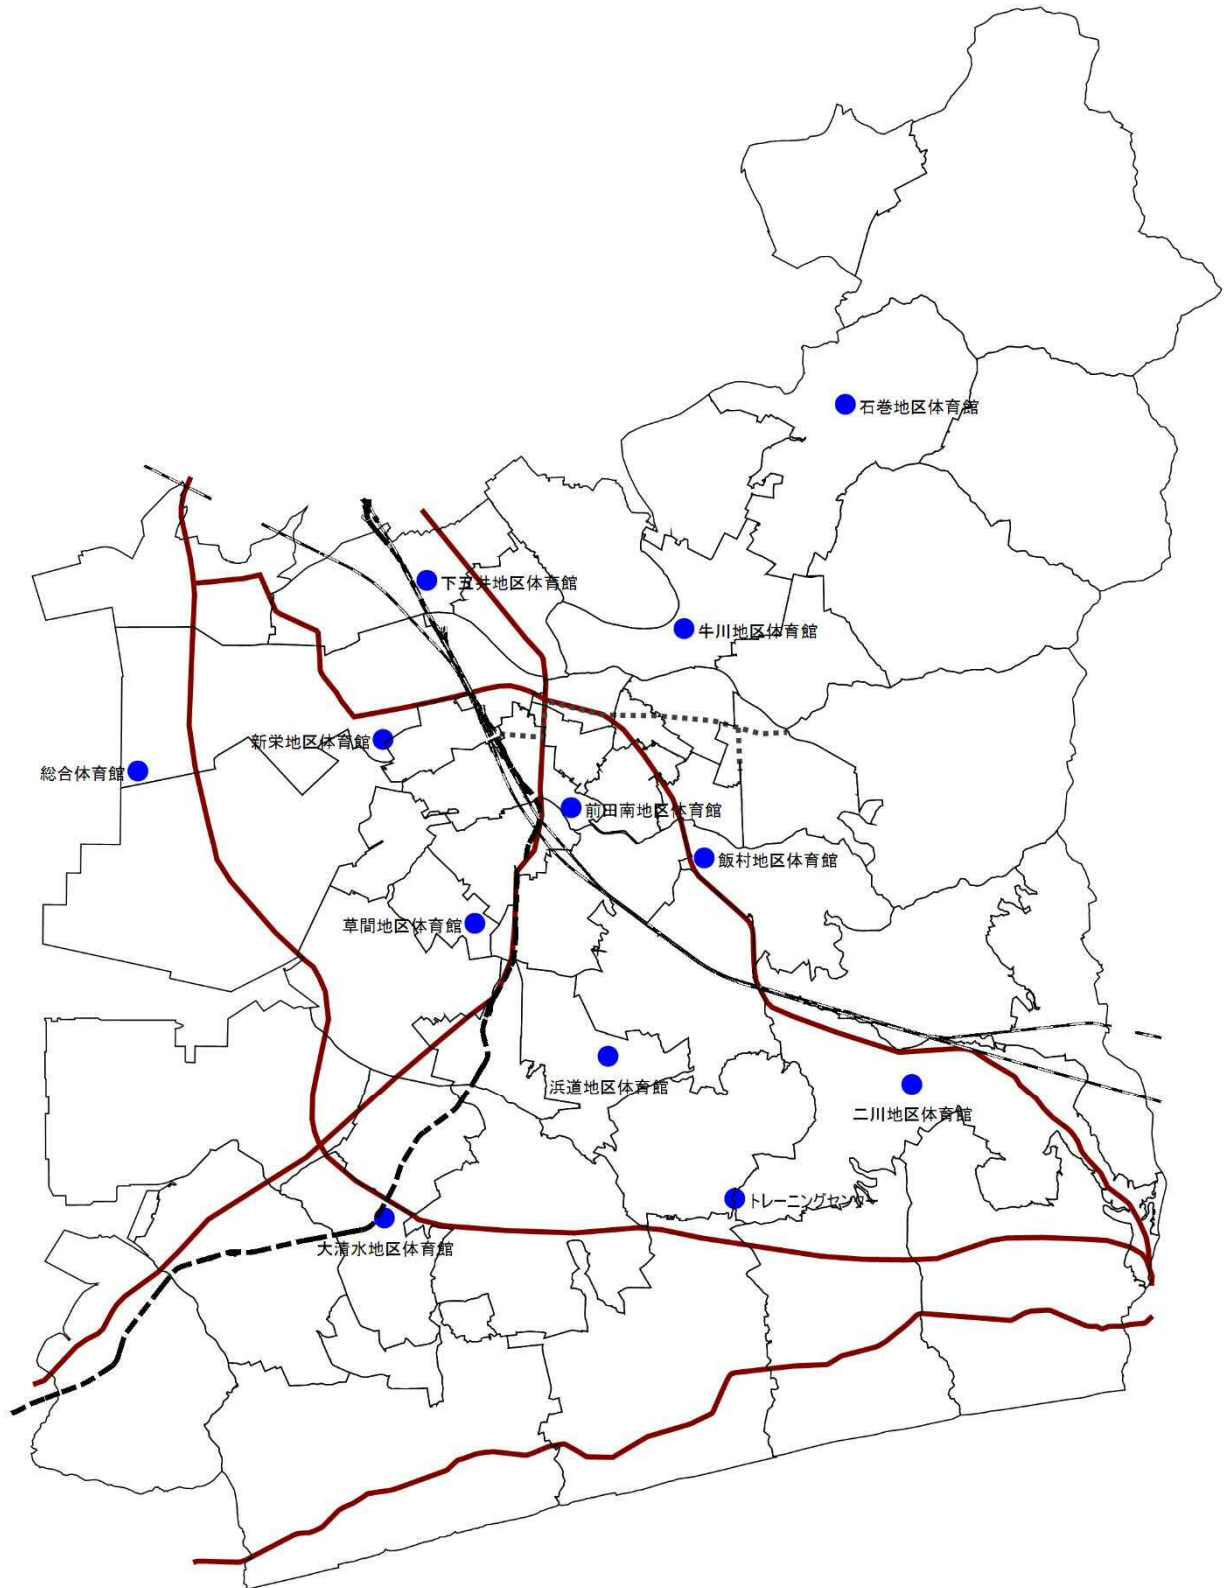 石巻地区体育館
下五井地区体育館
牛川地区体育館
新栄地区体育館
総合体育館
前田南地区体育館
飯村地区体育館
草間地区体育館
浜道地区体育館
二川地区体育館
トレーニングセンター
大清水地区体育館